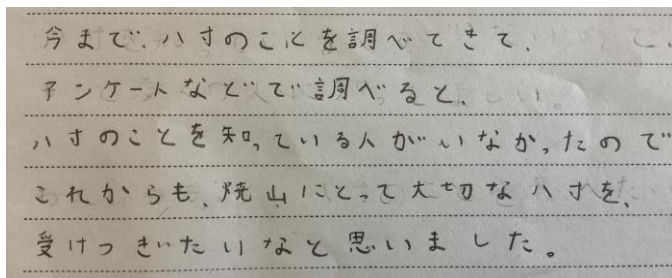 今まで、八寸のことを調べてきて、
アンケートなどで調べると、
八寸のことを知っている人がいなかったので
これからも、焼山にとって大切な八寸を、
受けつぎたいなと思いました。